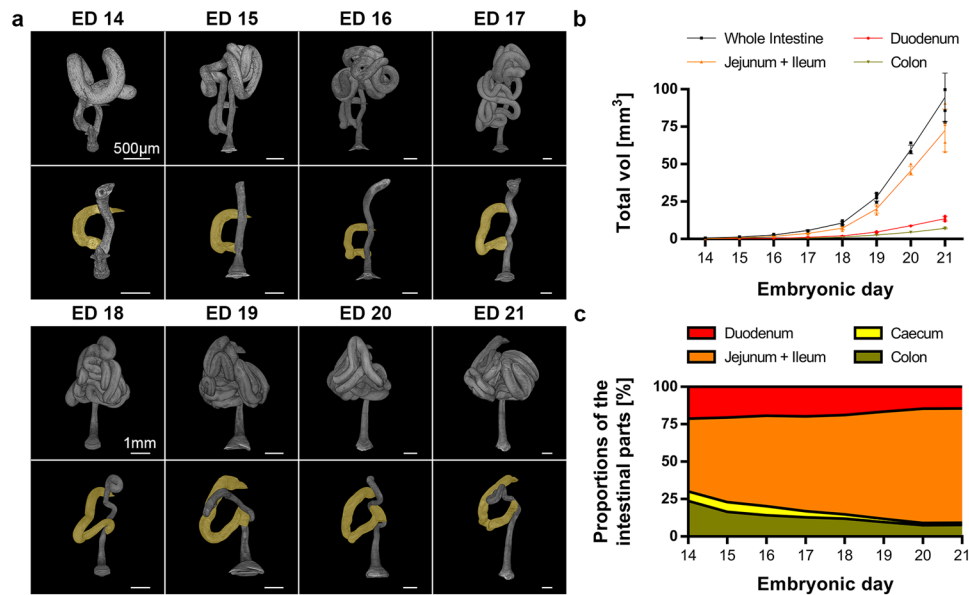 a
ED 14 ED 15 ED 16 ED 17
500µm
ED 18 ED 19 ED 20 ED 21
1mm
b
Whole Intestine Duodenum
Jejunum + Ileum Colon
Total vol [mm³]
100
75
50
25
0
14 15 16 17 18 19 20 21
Embryonic day
c
Duodenum Caecum
Jejunum + Ileum Colon
Proportions of the
intestinal parts [%]
100
75
50
25
0
14 15 16 17 18 19 20 21
Embryonic day